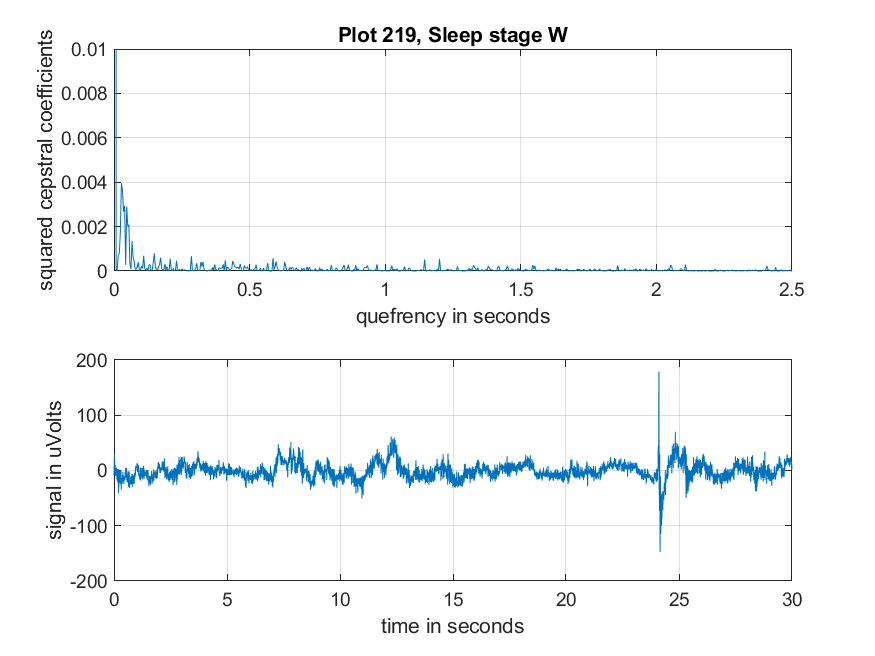 Plot 219, Sleep stage W
squared cepstral coefficients
0.01
0.008
0.006
0.004
0.002
0
0 0.5 1 1.5 2 2.5
quefrency in seconds
signal in uVolts
200
100
0
-100
-200
0 5 10 15 20 25 30
time in seconds